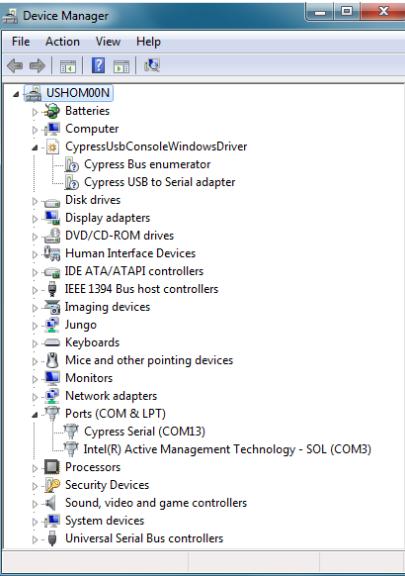 Device Manager
File Action View Help
USHOM00N
Batteries
Computer
CypressUsbConsoleWindowsDriver
Cypress Bus enumerator
Cypress USB to Serial adapter
Disk drives
Display adapters
DVD/CD-ROM drives
Human Interface Devices
IDE ATA/ATAPI controllers
IEEE 1394 Bus host controllers
Imaging devices
Jungo
Keyboards
Mice and other pointing devices
Monitors
Network adapters
Ports (COM & LPT)
Cypress Serial (COM13)
Intel(R) Active Management Technology - SOL (COM3)
Processors
Security Devices
Sound, video and game controllers
System devices
Universal Serial Bus controllers